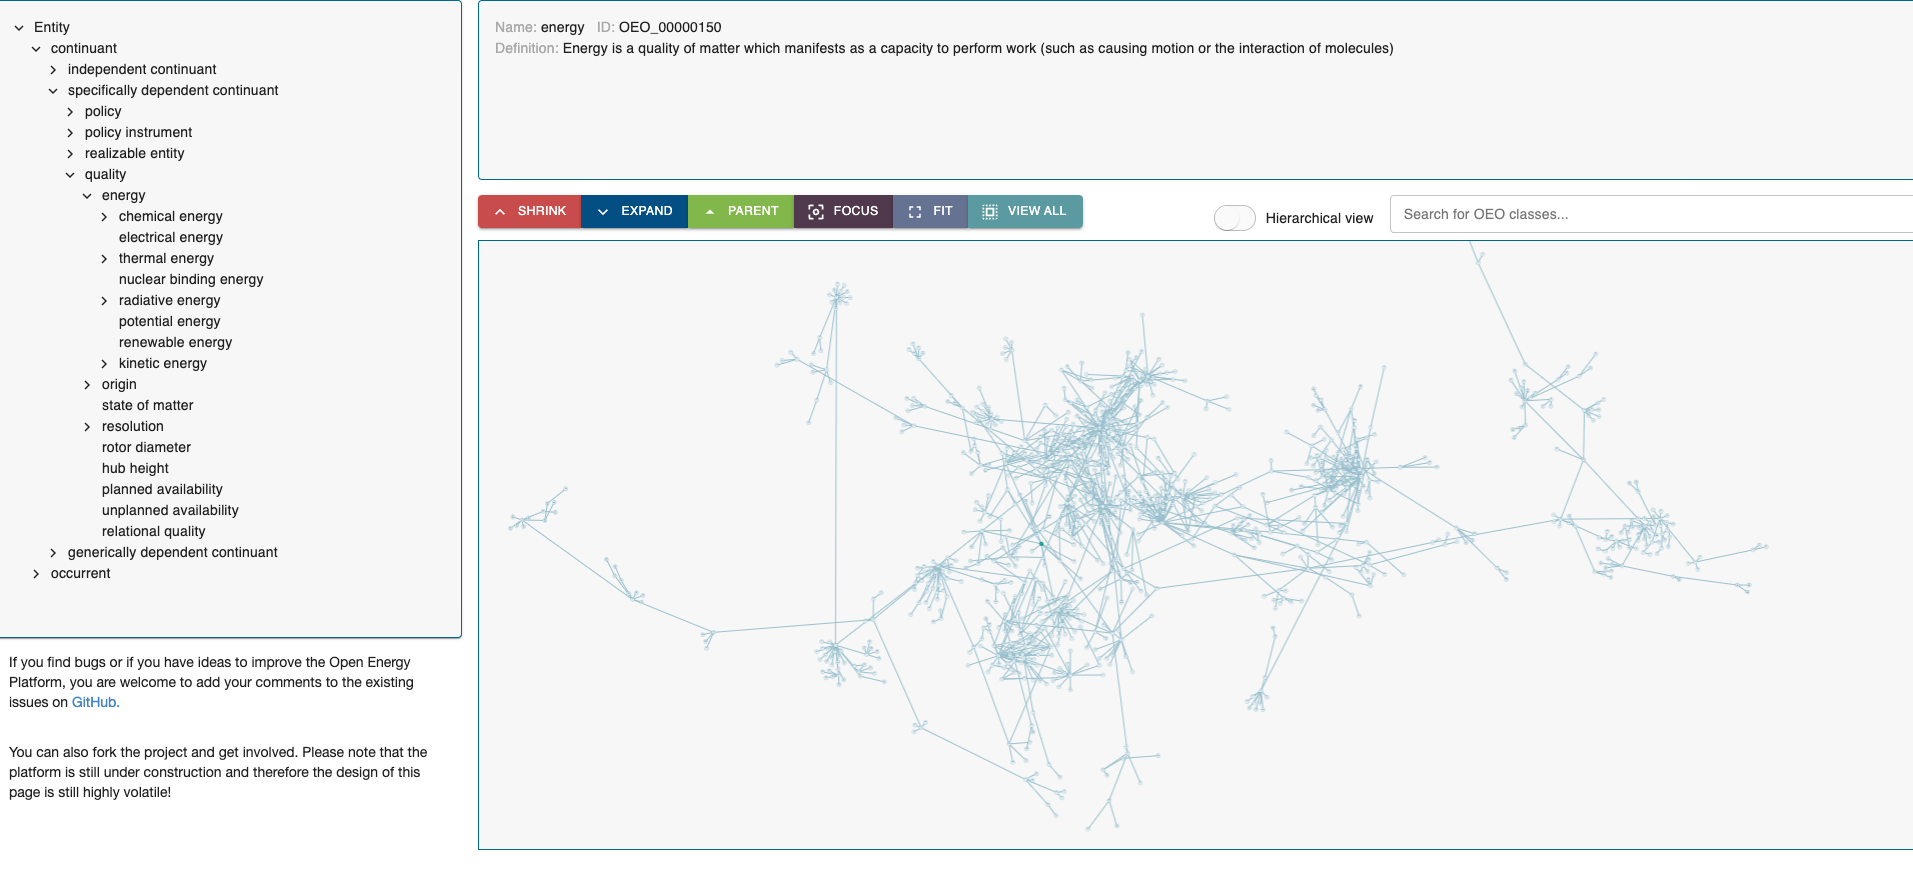 Entity
continuant
independent continuant
specifically dependent continuant
policy
policy instrument
realizable entity
quality
energy
chemical energy
electrical energy
thermal energy
nuclear binding energy
radiative energy
potential energy
renewable energy
kinetic energy
origin
state of matter
resolution
rotor diameter
hub height
planned availability
unplanned availability
relational quality
generically dependent continuant
occurrent
If you find bugs or if you have ideas to improve the Open Energy
Platform, you are welcome to add your comments to the existing
issues on GitHub.
You can also fork the project and get involved. Please note that the
platform is still under construction and therefore the design of this
page is still highly volatile!
Name: energy ID: OEO_00000150
Definition: Energy is a quality of matter which manifests as a capacity to perform work (such as causing motion or the interaction of molecules)
SHRINK EXPAND PARENT FOCUS FIT VIEW ALL
Hierarchical view
Search for OEO classes...